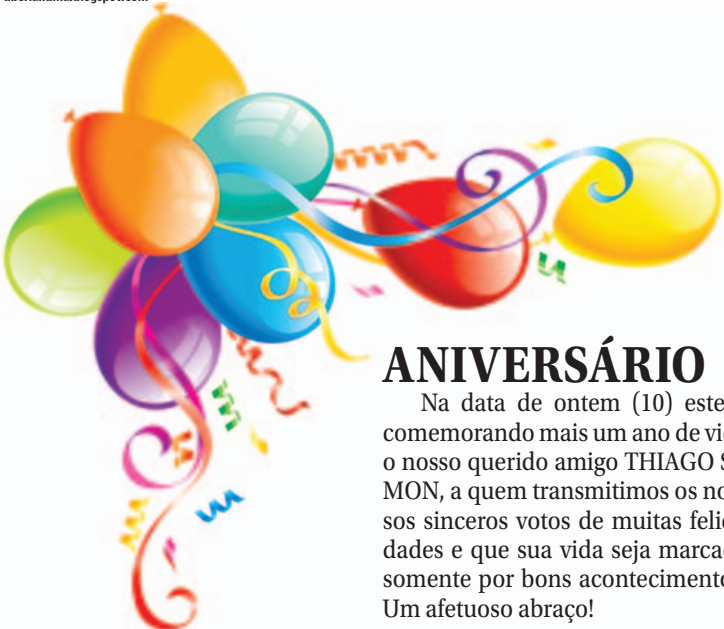 ANIVERSÁRIO
Na data de ontem (10) este
comemorando mais um ano de vi
o nosso querido amigo THIAGO
MON, a quem transmitimos os no
sos sinceros votos de muitas feli
dades e que sua vida seja marca
somente por bons acontecimento
Um afetuoso abraço!